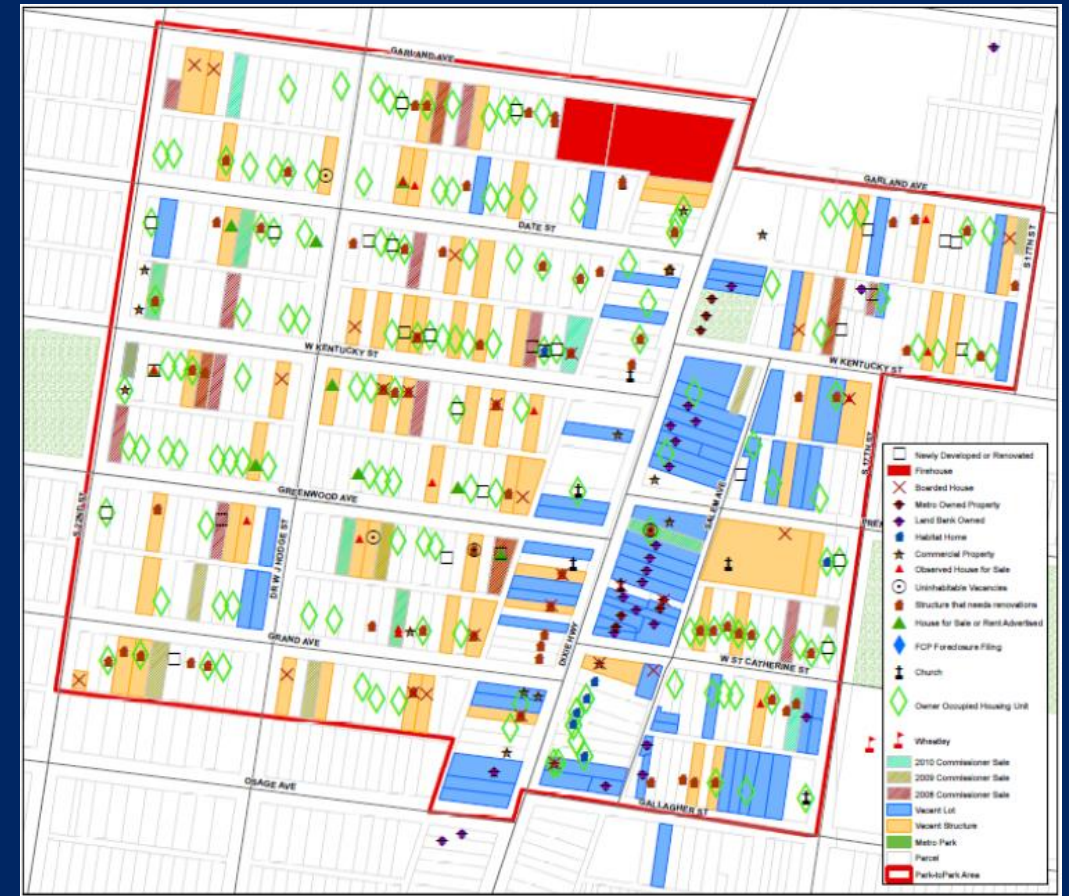 GARLAND AVE
GARLAND AVE
S 17TH ST
DATE ST
W KENTUCKY ST
W KENTUCKY ST
S 17TH ST
GREENWOOD AVE
SALEM AVE
S 22ND ST
DR W J HODGE ST
GRAND AVE
DIXIE HWY
W ST CATHERINE ST
OSAGE AVE
GALLAGHER ST
Newly Developed or Renovated
Firehouse
Boarded House
Metro Owned Property
Land Bank Owned
Habitat Home
Commercial Property
Observed House for Sale
Uninhabitable Vacancies
Structure that needs renovations
House for Sale or Rent Advertised
FCP Foreclosure Filing
Church
Owner Occupied Housing Unit
Wheatley
2010 Commissioner Sale
2009 Commissioner Sale
2008 Commissioner Sale
Vacant Lot
Vacant Structure
Metro Park
Parcel
Park-toPark Area